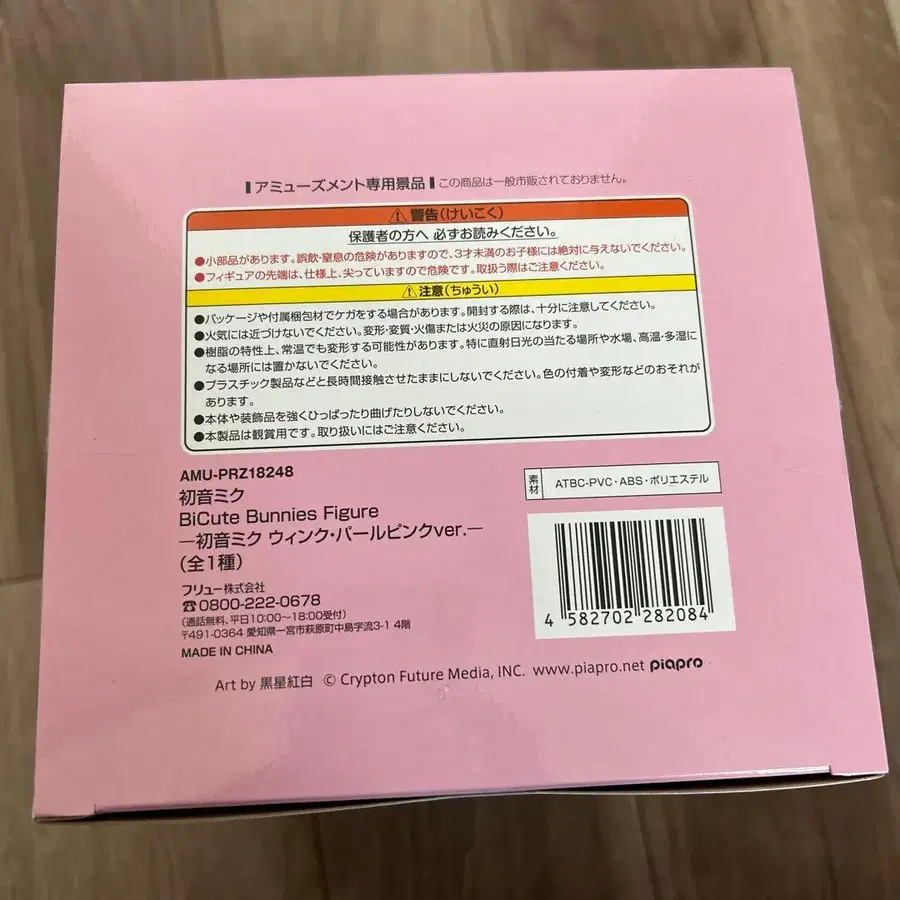 アミューズメント専用景品 この商品は一般市販されておりません。
⚠警告(けいこく)
保護者の方へ 必ずお読みください。
●小部品があります。誤飲・窒息の危険がありますので、3才未満のお子様には絶対に与えないでください。
●フィギュアの先端は、仕様上、尖っていますので危険です。取扱う際はご注意ください。
⚠注意(ちゅうい)
●パッケージや付属梱包材でケガをする場合があります。開封する際は、十分に注意してください。
●火気には近づけないでください。変形・変質・火傷または火災の原因になります。
●樹脂の特性上、常温でも変形する可能性があります。特に直射日光の当たる場所や水場、高温・多湿に
なる場所には置かないでください。
●プラスチック製品などと長時間接触させたままにしないでください。色の付着や変形などのおそれが
あります。
●本体や装飾品を強くひっぱったり曲げたりしないでください。
●本製品は観賞用です。取り扱いにはご注意ください。
AMU-PRZ18248
初音ミク
BiCute Bunnies Figure
―初音ミク ウィンク・パールピンクver.―
(全1種)
フリュー株式会社
☎0800-222-0678
(通話無料、平日10:00~18:00受付)
〒491-0364 愛知県一宮市萩原町中島字流3-1 4階
MADE IN CHINA
素材 ATBC-PVC・ABS・ポリエステル
4 582702 282084
Art by 黒星紅白 © Crypton Future Media, INC. www.piapro.net piapro